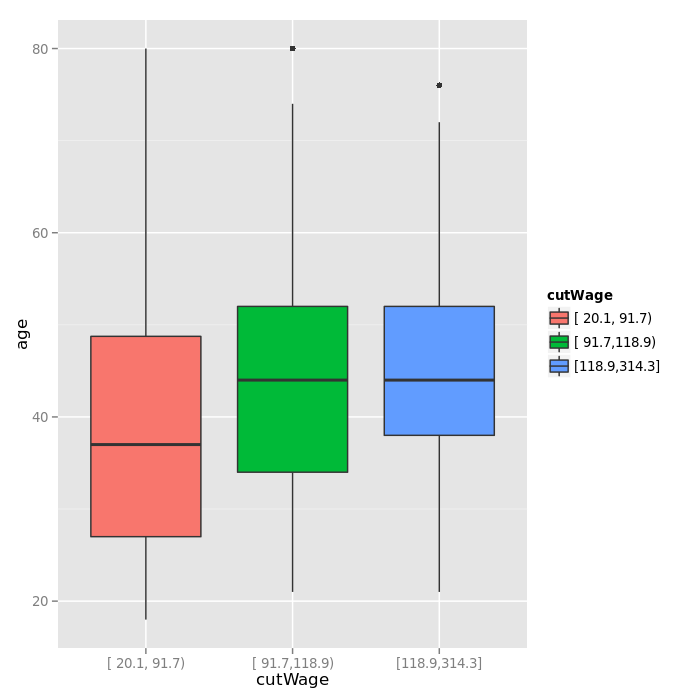 80
60
40
20
age
[ 20.1, 91.7)
[ 91.7,118.9)
[118.9,314.3]
cutWage
cutWage
[ 20.1, 91.7)
[ 91.7,118.9)
[118.9,314.3]